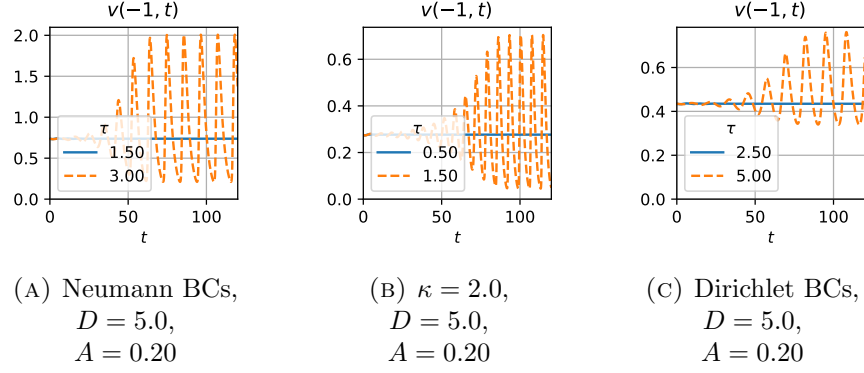 v(−1, t)
2.0
1.5
1.0
0.5
0.0
τ
1.50
3.00
0
50
100
t
(A) Neumann BCs,
D = 5.0,
A = 0.20
v(−1, t)
0.6
0.4
0.2
0.0
τ
0.50
1.50
0
50
100
t
(B) κ = 2.0,
D = 5.0,
A = 0.20
v(−1, t)
0.6
0.4
0.2
0.0
τ
2.50
5.00
0
50
100
t
(C) Dirichlet BCs,
D = 5.0,
A = 0.20